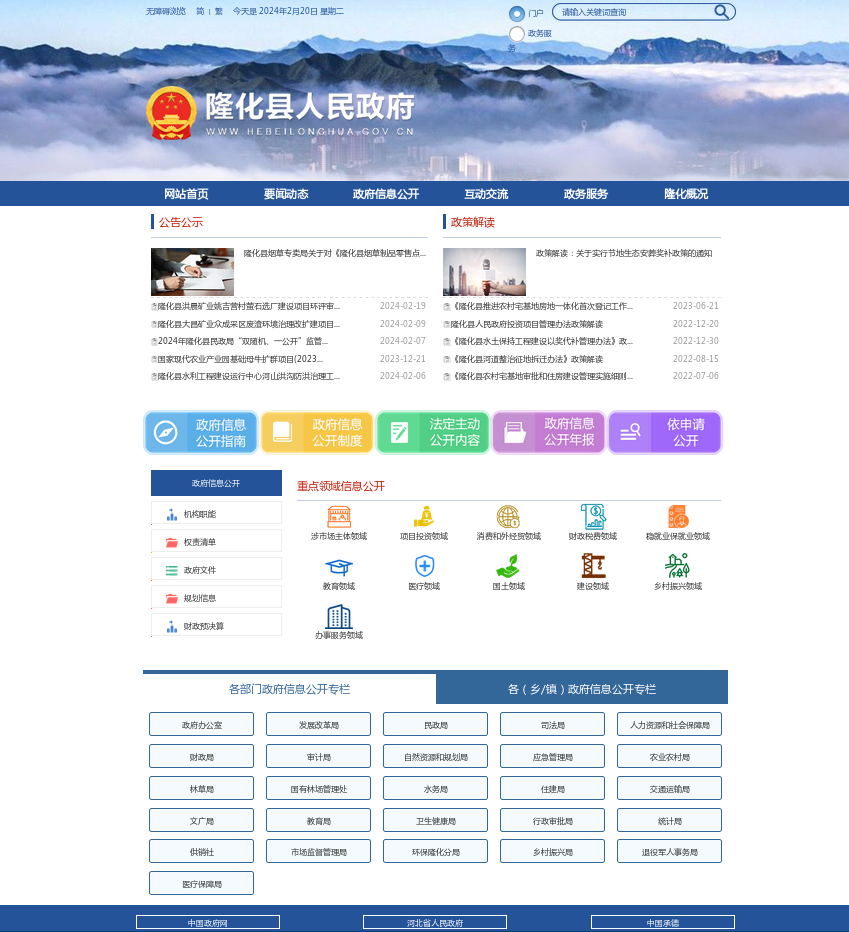 无障碍浏览 简 | 繁 今天是 2024年2月20日 星期二
门户
请输入关键词查询
政务服务
隆化县人民政府
WWW.HEBEILONGHUA.GOV.CN
网站首页 要闻动态 政府信息公开 互动交流 政务服务 隆化概况
公告公示
隆化县烟草专卖局关于对《隆化县烟草制品零售点...
隆化县洪晨矿业姚吉营村萤石选厂建设项目环评审... 2024-02-19
隆化县大昌矿业众成采区废渣环境治理改扩建项目... 2024-02-09
2024年隆化县民政局“双随机、一公开”监管... 2024-02-07
国家现代农业产业园基础母牛扩群项目(2023... 2023-12-21
隆化县水利工程建设运行中心河山洪沟防洪治理工... 2024-02-06
政策解读
政策解读：关于实行节地生态安葬奖补政策的通知
《隆化县推进农村宅基地房地一体化首次登记工作... 2023-06-21
隆化县人民政府投资项目管理办法政策解读 2022-12-20
《隆化县水土保持工程建设以奖代补管理办法》政... 2022-12-30
《隆化县河道整治征地拆迁办法》政策解读 2022-08-15
《隆化县农村宅基地审批和住房建设管理实施细则... 2022-07-06
政府信息公开指南
政府信息公开制度
法定主动公开内容
政府信息公开年报
依申请公开
政府信息公开
机构职能
权责清单
政府文件
规划信息
财政预决算
重点领域信息公开
涉市场主体领域 项目投资领域 消费和外经贸领域 财政税费领域 稳就业保就业领域
教育领域 医疗领域 国土领域 建设领域 乡村振兴领域
办事服务领域
各部门政府信息公开专栏 各（乡/镇）政府信息公开专栏
政府办公室 发展改革局 民政局 司法局 人力资源和社会保障局
财政局 审计局 自然资源和规划局 应急管理局 农业农村局
林草局 国有林场管理处 水务局 住建局 交通运输局
文广局 教育局 卫生健康局 行政审批局 统计局
供销社 市场监督管理局 环保隆化分局 乡村振兴局 退役军人事务局
医疗保障局
中国政府网 河北省人民政府 中国承德